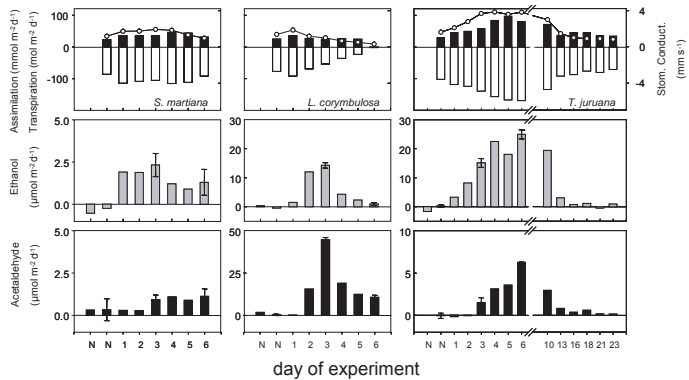 Assimilation (mmol m-2 d-1)
Transpiration (mol m-2 d-1)
100
0
-100
S. martiana
L. corymbulosa
T. juruana
4
0
-4
Stom. Conduct.
(mm s-1)
Ethanol
(µmol m-2 d-1)
5.0
2.5
0.0
30
20
10
0
30
20
10
0
Acetaldehyde
(µmol m-2 d-1)
5.0
2.5
0.0
50
25
0
10
5
0
N N 1 2 3 4 5 6
N N 1 2 3 4 5 6
N N 1 2 3 4 5 6 10 13 16 18 21 23
day of experiment